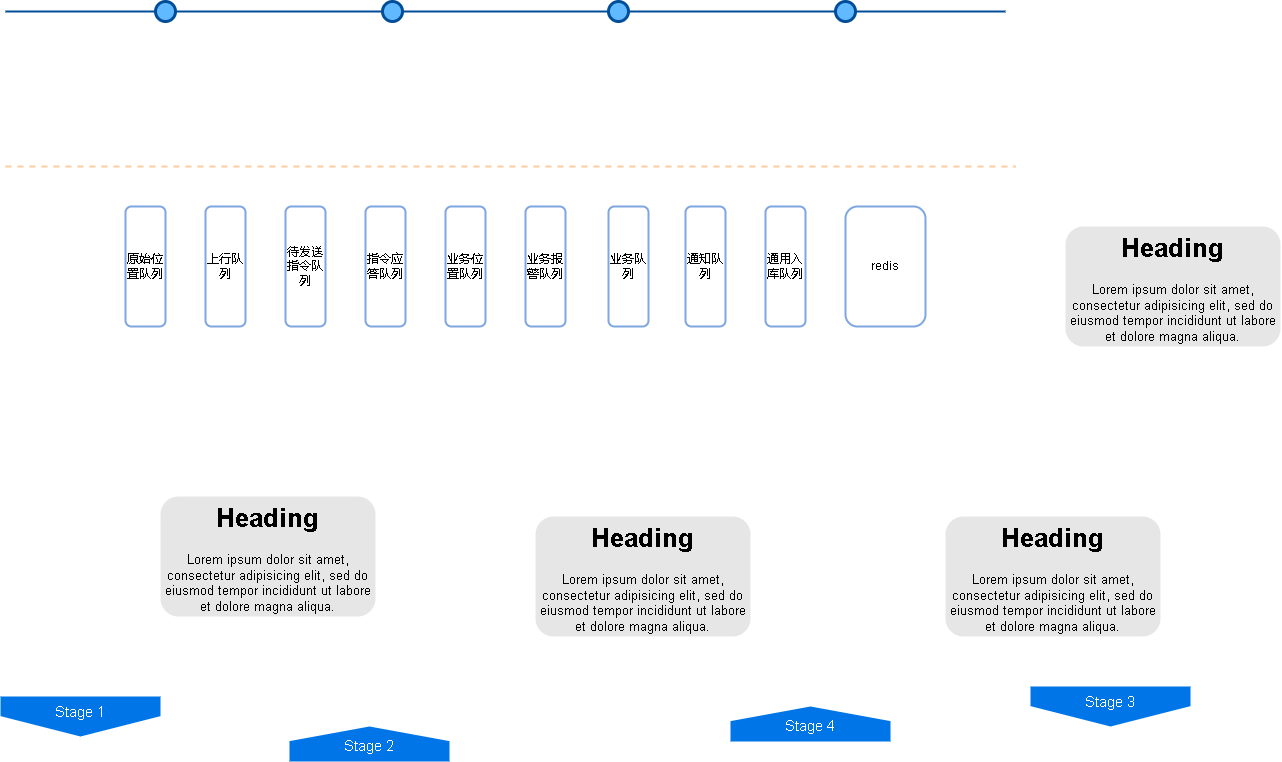 原始位
置队列
上行队
列
待发送
指令队
列
指令应
答队列
业务位
置队列
业务报
警队列
业务队
列
通知队
列
通用入
库队列
redis
Heading
Lorem ipsum dolor sit amet,
consectetur adipisicing elit, sed do
eiusmod tempor incididunt ut labore
et dolore magna aliqua.
Heading
Lorem ipsum dolor sit amet,
consectetur adipisicing elit, sed do
eiusmod tempor incididunt ut labore
et dolore magna aliqua.
Heading
Lorem ipsum dolor sit amet,
consectetur adipisicing elit, sed do
eiusmod tempor incididunt ut labore
et dolore magna aliqua.
Heading
Lorem ipsum dolor sit amet,
consectetur adipisicing elit, sed do
eiusmod tempor incididunt ut labore
et dolore magna aliqua.
Stage 1
Stage 2
Stage 4
Stage 3